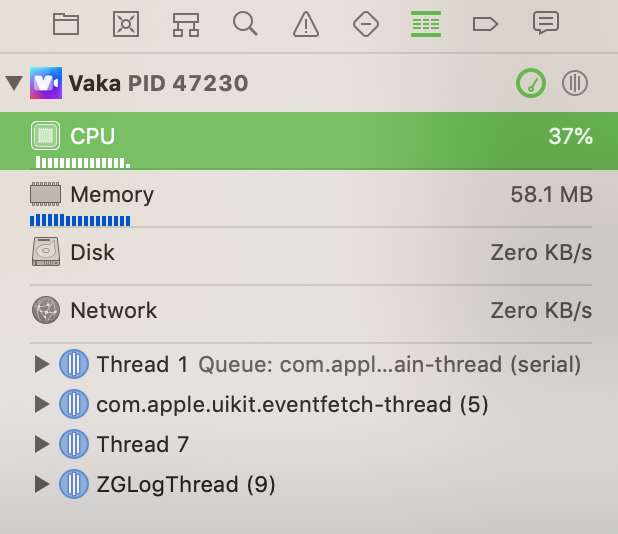 Vaka PID 47230
CPU 37%
Memory 58.1 MB
Disk Zero KB/s
Network Zero KB/s
Thread 1 Queue: com.appl...ain-thread (serial)
com.apple.uikit.eventfetch-thread (5)
Thread 7
ZGLogThread (9)